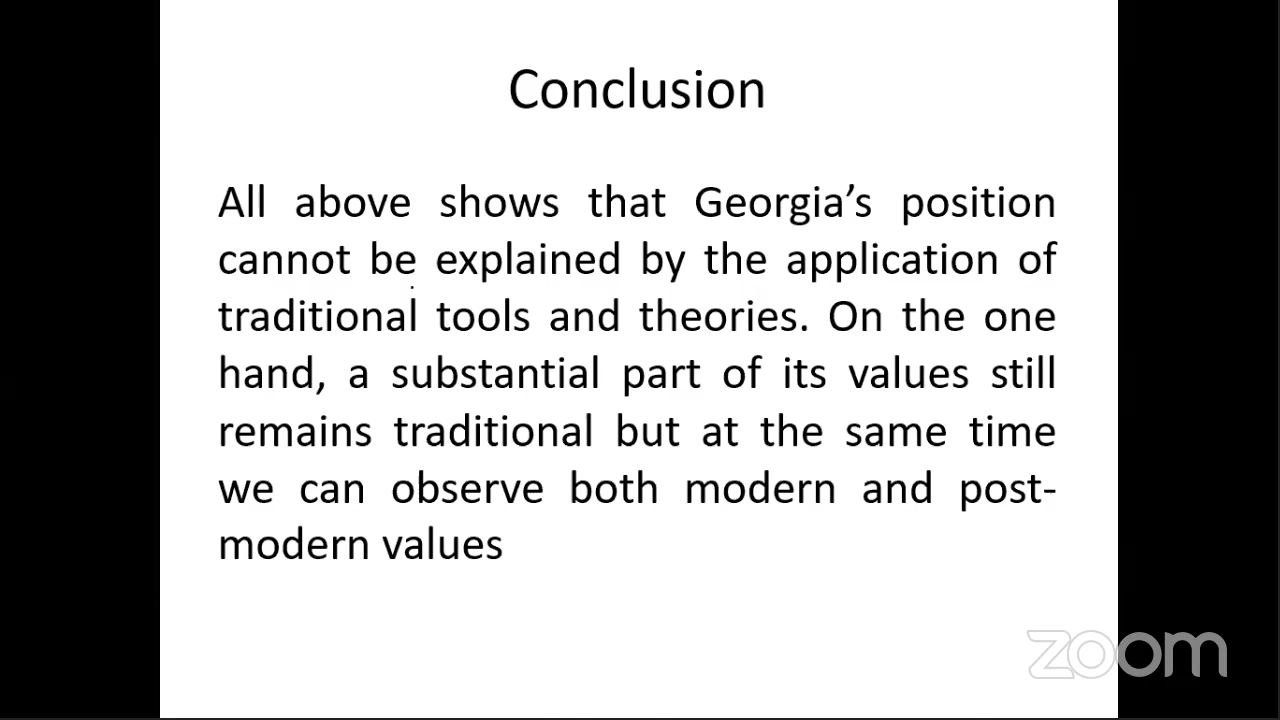 Conclusion
All above shows that Georgia’s position
cannot be explained by the application of
traditional tools and theories. On the one
hand, a substantial part of its values still
remains traditional but at the same time
we can observe both modern and post-
modern values
zoom